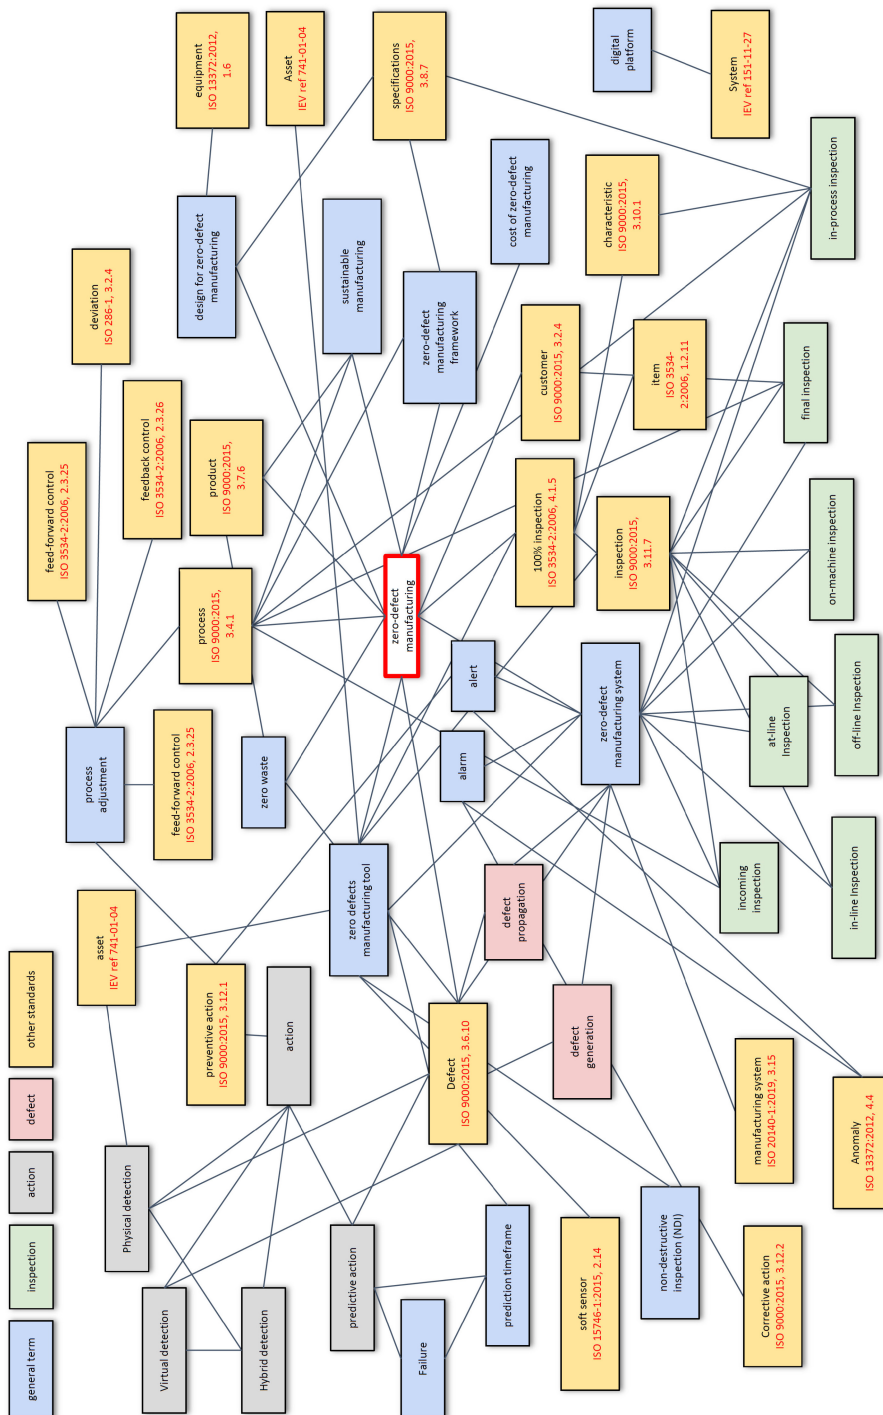 general term
inspection
action
defect
other standards
feed-forward control
ISO 3534-2:2006, 2.3.25
deviation
ISO 286-1, 3.2.4
Physical detection
asset
IEV ref 741-01-04
process
adjustment
feedback control
ISO 3534-2:2006, 2.3.26
Virtual detection
feed-forward control
ISO 3534-2:2006, 2.3.25
process
ISO 9000:2015,
3.4.1
product
ISO 9000:2015,
3.7.6
design for zero-defect
manufacturing
equipment
ISO 13372:2012,
1.6
Hybrid detection
preventive action
ISO 9000:2015, 3.12.1
zero waste
action
Asset
IEV ref 741-01-04
predictive action
zero defects
manufacturing tool
sustainable
manufacturing
zero-defect
manufacturing
specifications
ISO 9000:2015,
3.8.7
Failure
Defect
ISO 9000:2015, 3.6.10
alarm
alert
zero-defect
manufacturing
framework
prediction timeframe
defect
propagation
100% inspection
ISO 3534-2:2006, 4.1.5
customer
ISO 9000:2015, 3.2.4
cost of zero-defect
manufacturing
soft sensor
ISO 15746-1:2015, 2.14
defect
generation
zero-defect
manufacturing system
inspection
ISO 9000:2015,
3.11.7
item
ISO 3534-
2:2006, 1.2.11
characteristic
ISO 9000:2015,
3.10.1
digital
platform
non-destructive
inspection (NDI)
Corrective action
ISO 9000:2015, 3.12.2
manufacturing system
ISO 20140-1:2019, 3.15
incoming
inspection
at-line
Inspection
System
IEV ref 151-11-27
Anomaly
ISO 13372:2012, 4.4
in-line Inspection
off-line Inspection
on-machine inspection
final inspection
in-process inspection